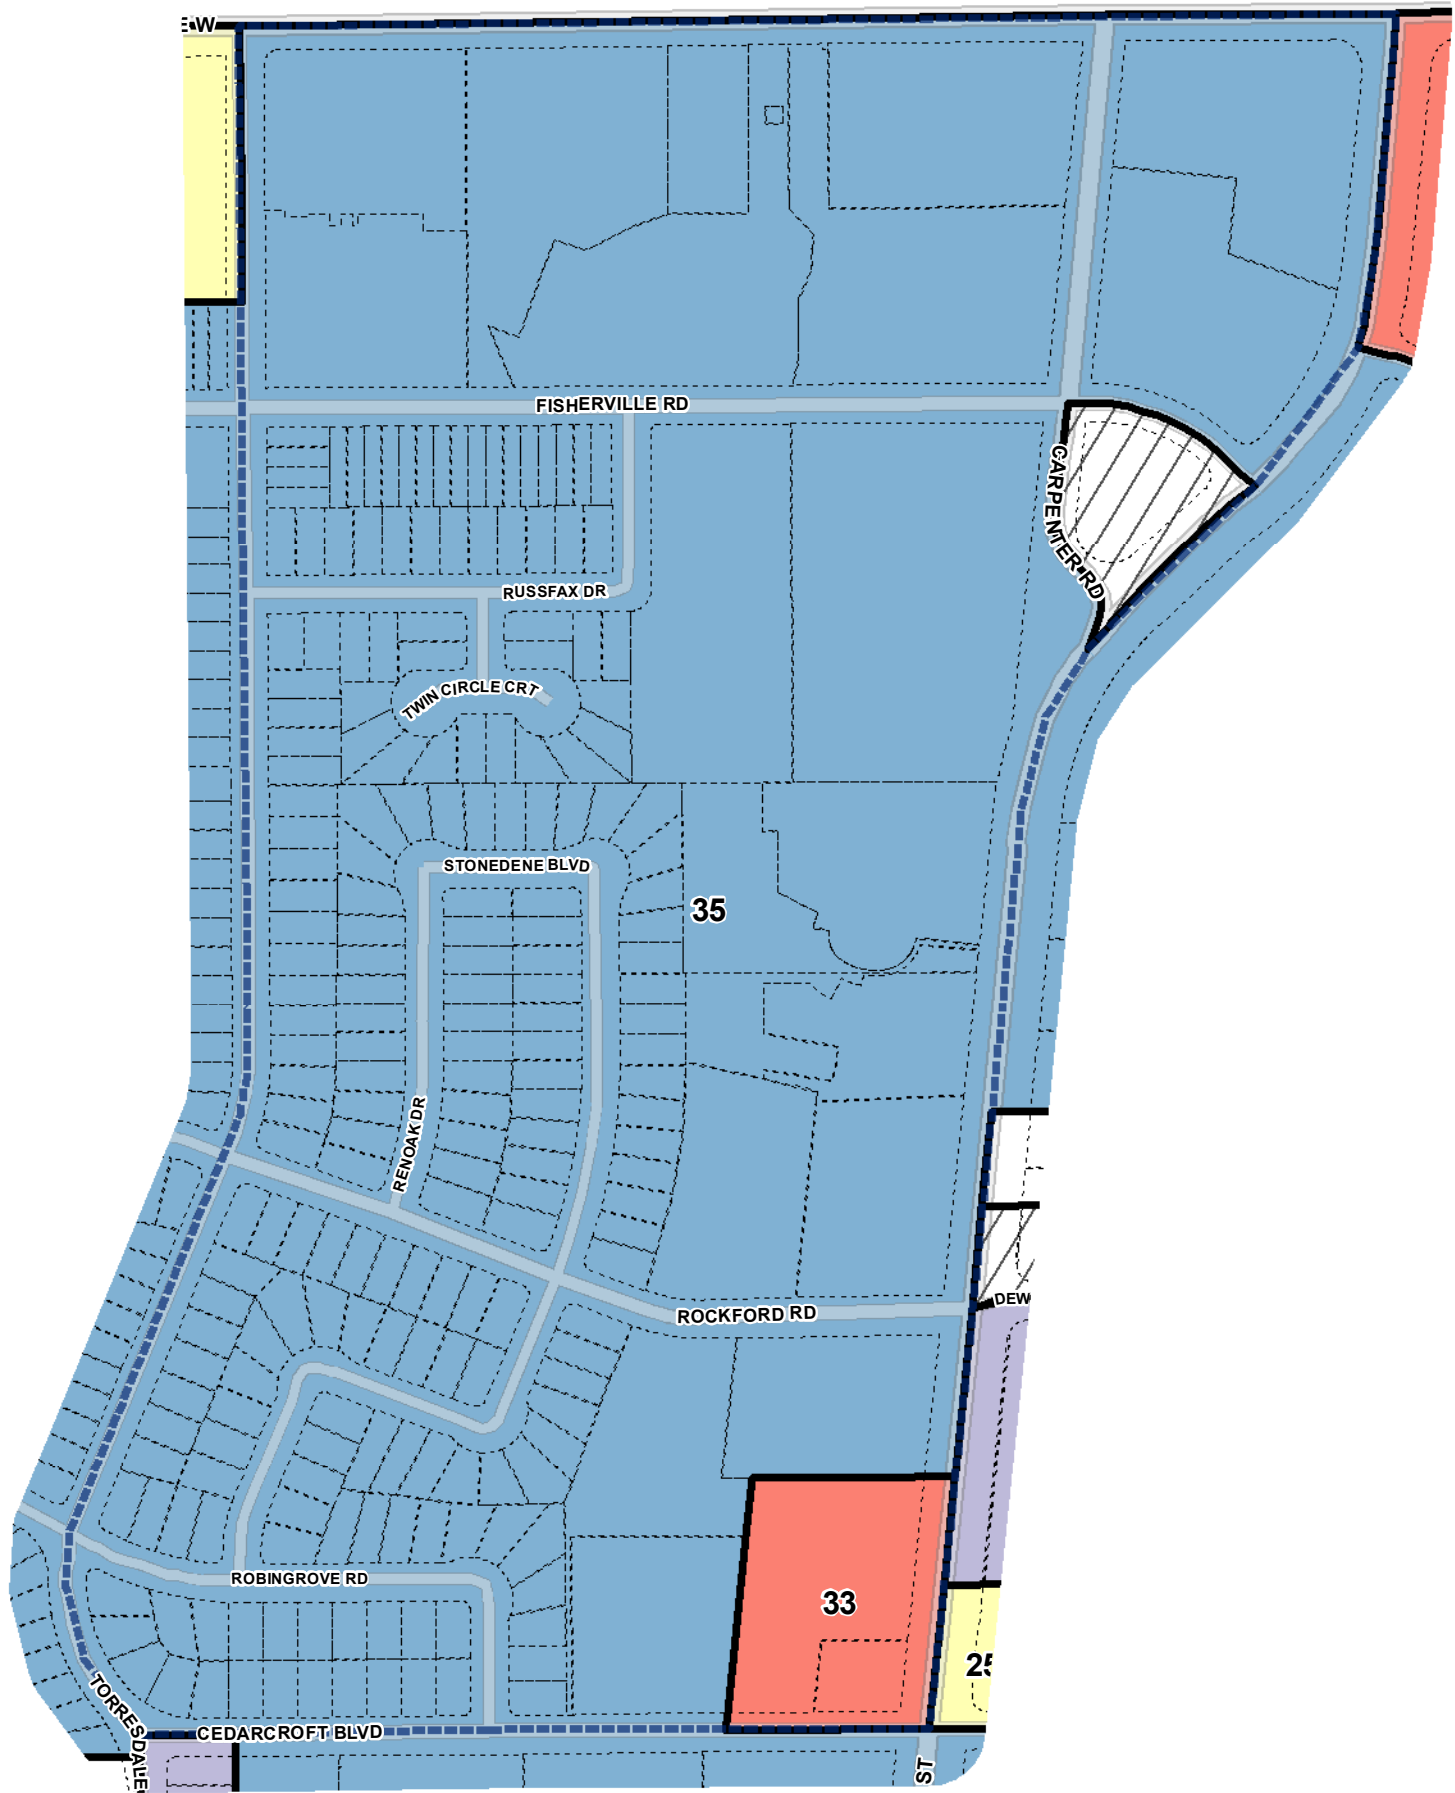 E W
FISHERVILLE RD
CARPENTER RD
RUSSFAX DR
TWIN CIRCLE CRT
STONEDENE BLVD
35
RENOAK DR
DEW
ROCKFORD RD
ROBINGROVE RD
33
25
TORRESDALE
CEDARCROFT BLVD
ST